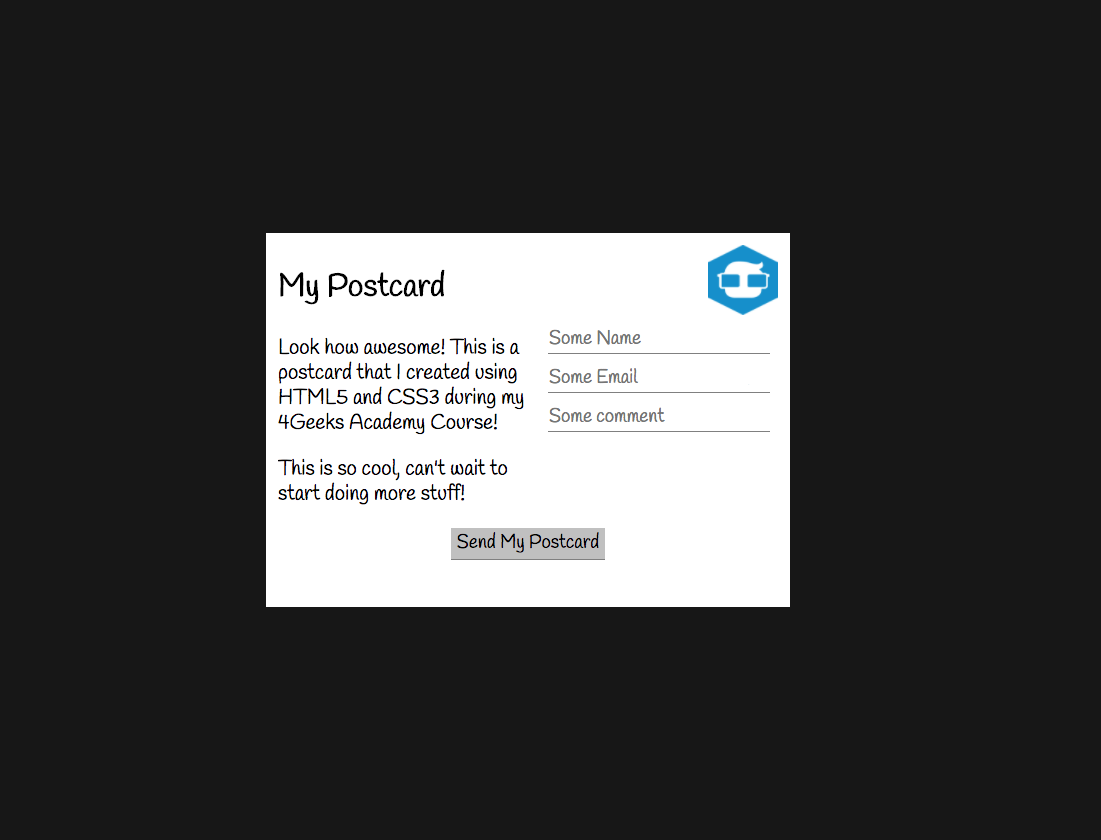 My Postcard
Look how awesome! This is a
postcard that I created using
HTML5 and CSS3 during my
4Geeks Academy Course!
This is so cool, can't wait to
start doing more stuff!
Some Name
Some Email
Some comment
Send My Postcard